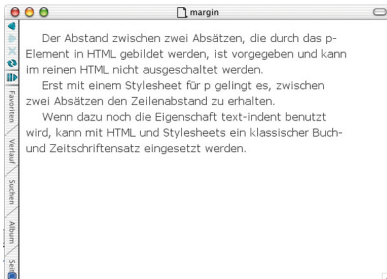 margin
Der Abstand zwischen zwei Absätzen, die durch das p-
Element in HTML gebildet werden, ist vorgegeben und kann
im reinen HTML nicht ausgeschaltet werden.
Erst mit einem Stylesheet für p gelingt es, zwischen
zwei Absätzen den Zeilenabstand zu erhalten.
Wenn dazu noch die Eigenschaft text-indent benutzt
wird, kann mit HTML und Stylesheets ein klassischer Buch-
und Zeitschriftensatz eingesetzt werden.
Favoriten
Verlauf
Suchen
Album